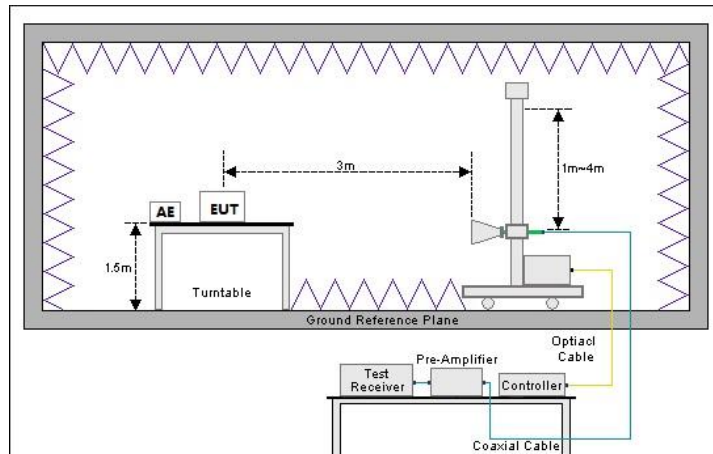 3m
1m~4m
AE
EUT
1.5m
Turntable
Ground Reference Plane
Optiacl
Cable
Pre-Amplifier
Test
Receiver
Controller
Coaxial Cable